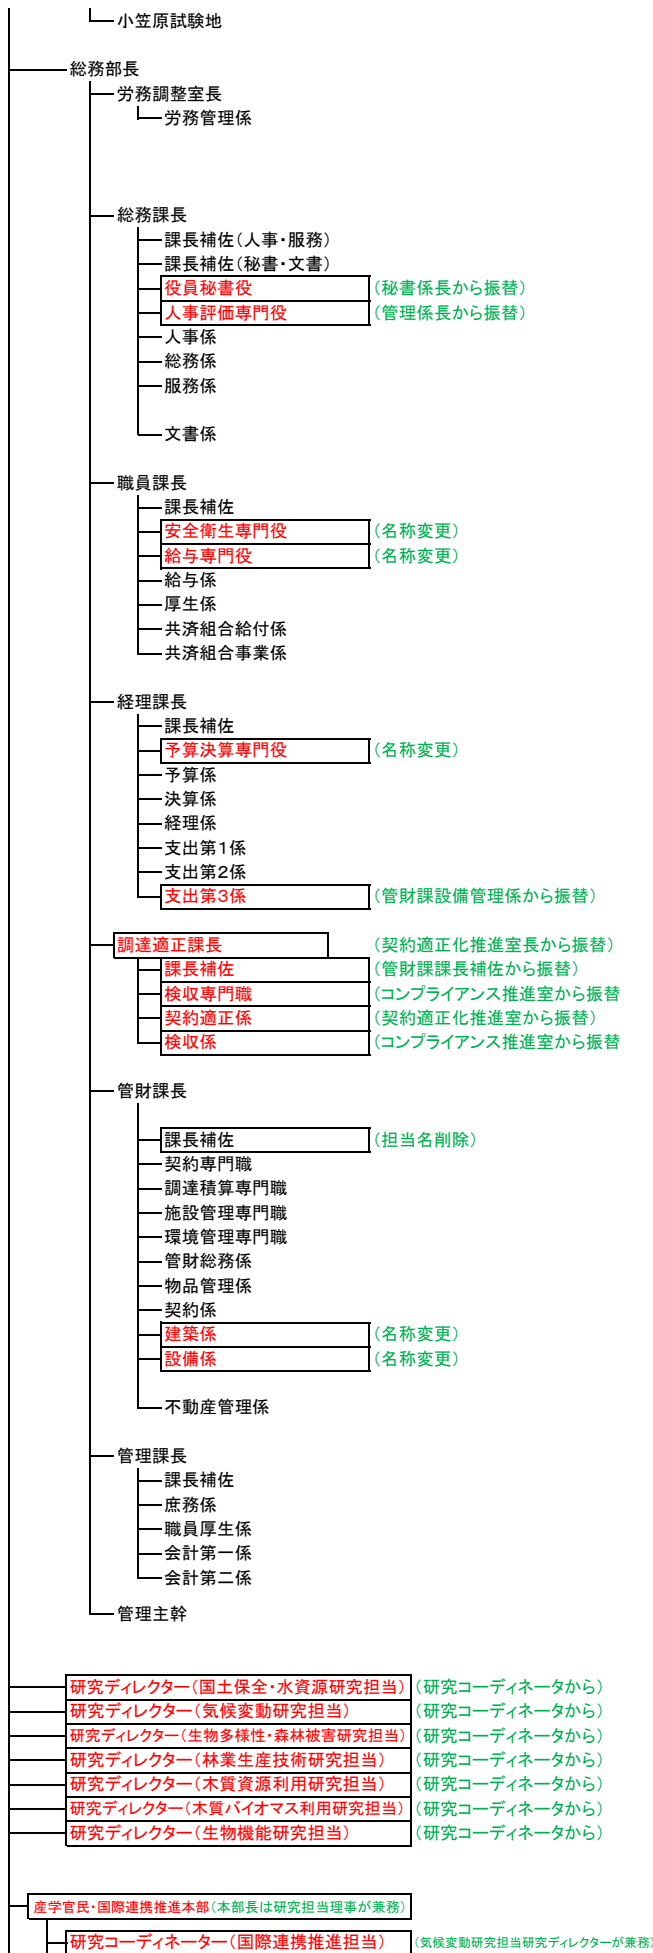 小笠原試験地
総務部長
労務調整室長
労務管理係
総務課長
課長補佐（人事・服務）
課長補佐（秘書・文書）
役員秘書役 （秘書係長から振替）
人事評価専門役 （管理係長から振替）
人事係
総務係
服務係
文書係
職員課長
課長補佐
安全衛生専門役 （名称変更）
給与専門役 （名称変更）
給与係
厚生係
共済組合給付係
共済組合事業係
経理課長
課長補佐
予算決算専門役 （名称変更）
予算係
決算係
経理係
支出第１係
支出第２係
支出第３係 （管財課設備管理係から振替）
調達適正課長 （契約適正化推進室長から振替）
課長補佐 （管財課課長補佐から振替）
検収専門職 （コンプライアンス推進室から振替
契約適正係 （契約適正化推進室から振替）
検収係 （コンプライアンス推進室から振替
管財課長
課長補佐 （担当名削除）
契約専門職
調達積算専門職
施設管理専門職
環境管理専門職
管財総務係
物品管理係
契約係
建築係 （名称変更）
設備係 （名称変更）
不動産管理係
管理課長
課長補佐
庶務係
職員厚生係
会計第一係
会計第二係
管理主幹
研究ディレクター（国土保全・水資源研究担当） （研究コーディネータから）
研究ディレクター（気候変動研究担当） （研究コーディネータから）
研究ディレクター（生物多様性・森林被害研究担当） （研究コーディネータから）
研究ディレクター（林業生産技術研究担当） （研究コーディネータから）
研究ディレクター（木質資源利用研究担当） （研究コーディネータから）
研究ディレクター（木質バイオマス利用研究担当） （研究コーディネータから）
研究ディレクター（生物機能研究担当） （研究コーディネータから）
産学官民・国際連携推進本部（本部長は研究担当理事が兼務）
研究コーディネーター（国際連携推進担当） （気候変動研究担当研究ディレクターが兼務）